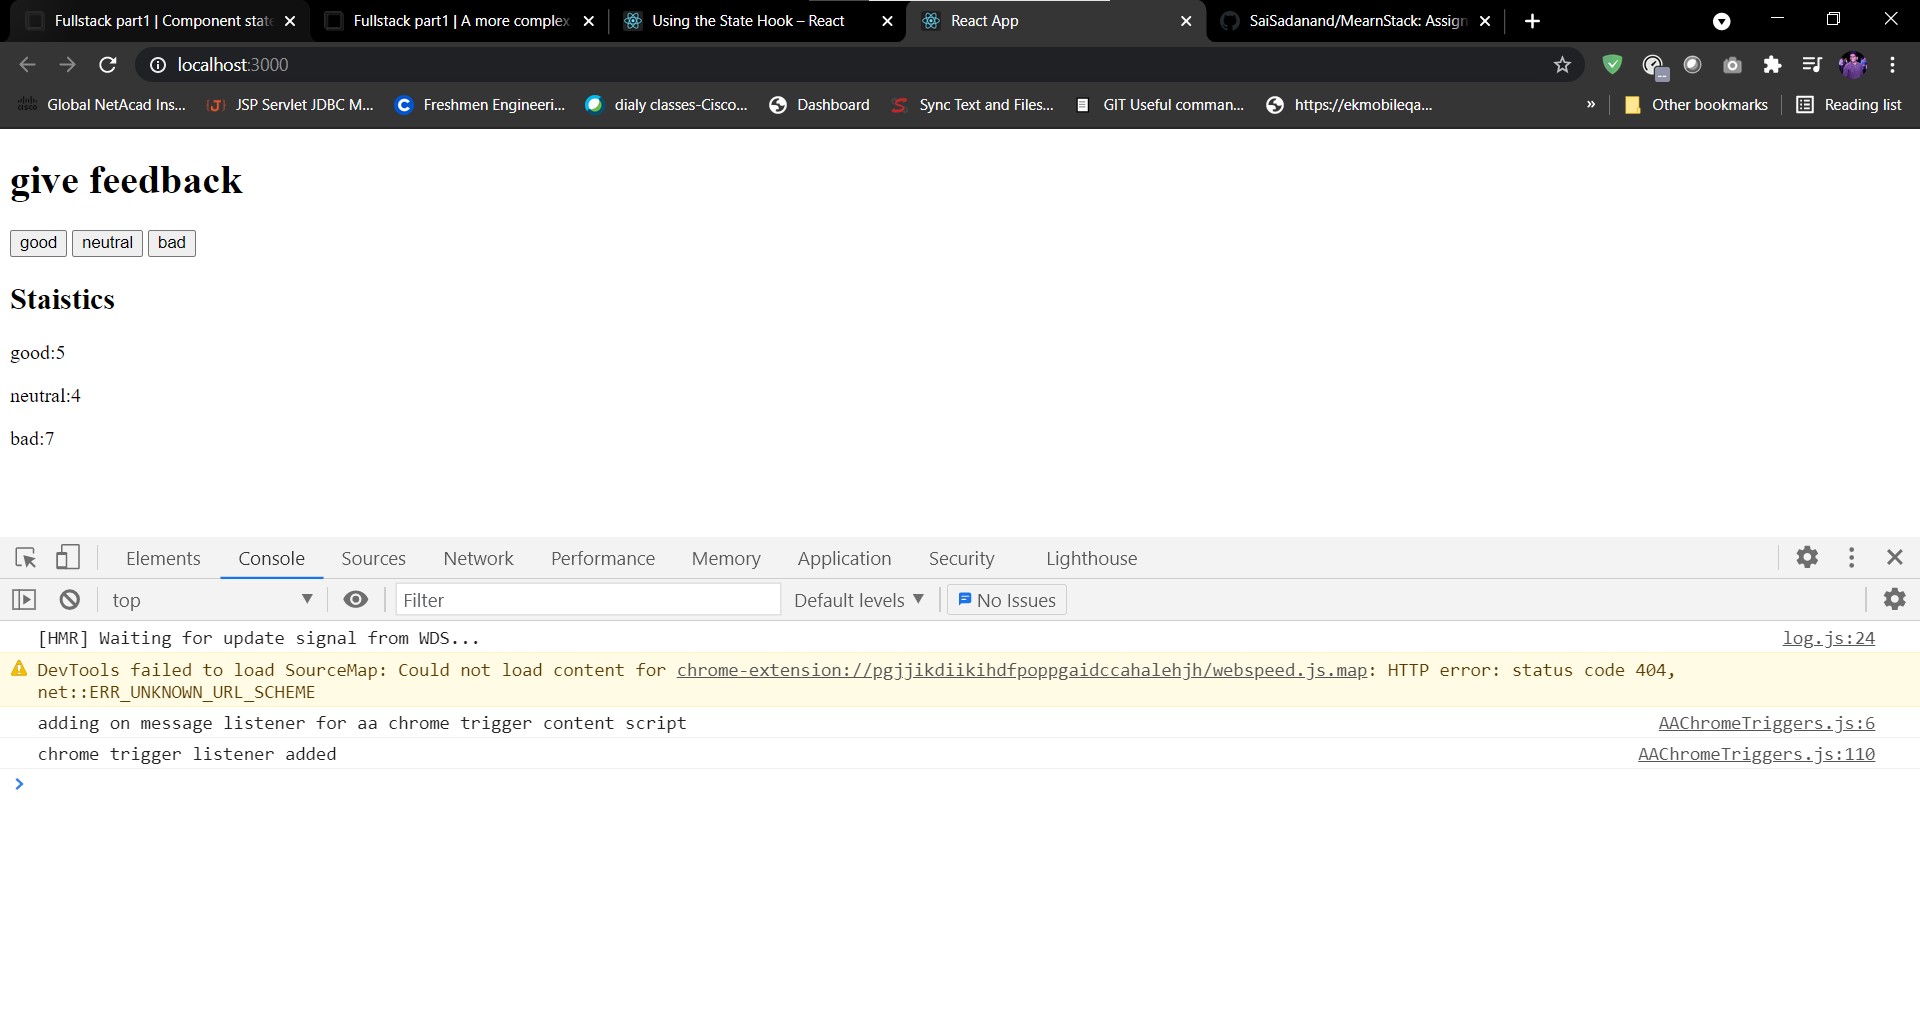 Fullstack part1 | Component state
Fullstack part1 | A more complex
Using the State Hook – React
React App
SaiSadanand/MearnStack: Assign
localhost:3000
Global NetAcad Ins...
JSP Servlet JDBC M...
Freshmen Engineeri...
dialy classes-Cisco...
Dashboard
Sync Text and Files...
GIT Useful comman...
https://ekmobileqa...
»
Other bookmarks
Reading list
give feedback
good neutral bad
Staistics
good:5
neutral:4
bad:7
Elements Console Sources Network Performance Memory Application Security Lighthouse
top Filter Default levels No Issues
[HMR] Waiting for update signal from WDS... log.js:24
DevTools failed to load SourceMap: Could not load content for chrome-extension://pgjjikdiikihdfpoppgaidccahalehjh/webspeed.js.map: HTTP error: status code 404,
net::ERR_UNKNOWN_URL_SCHEME
adding on message listener for aa chrome trigger content script AAChromeTriggers.js:6
chrome trigger listener added AAChromeTriggers.js:110